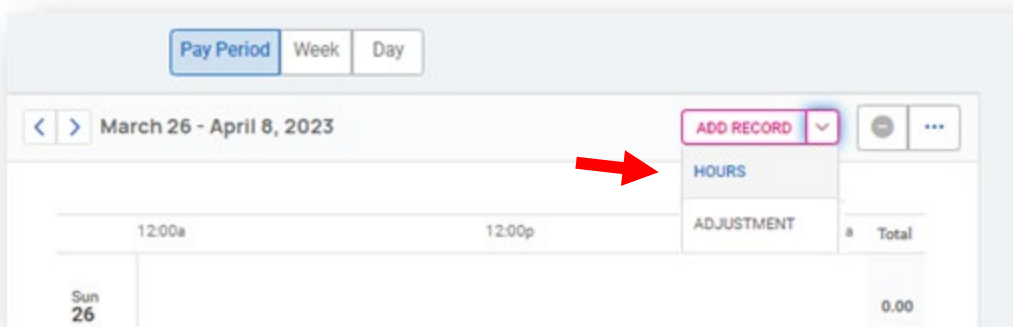 Pay Period Week Day
March 26 - April 8, 2023
ADD RECORD
HOURS
ADJUSTMENT
12:00a 12:00p a Total
Sun
26
0.00